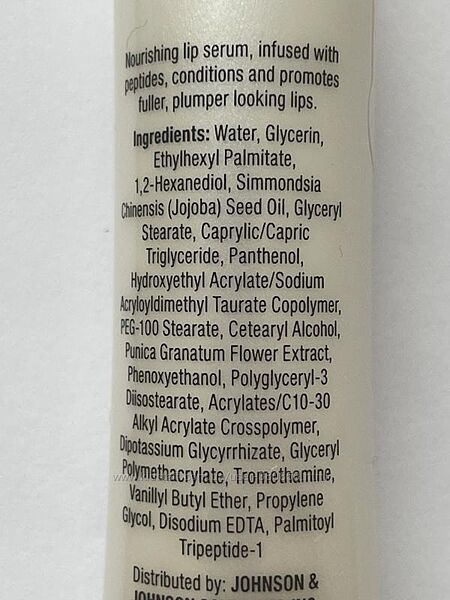 Nourishing lip serum, infused with
peptides, conditions and promotes
fuller, plumper looking lips.
Ingredients: Water, Glycerin,
Ethylhexyl Palmitate,
1,2-Hexanediol, Simmondsia
Chinensis (Jojoba) Seed Oil, Glyceryl
Stearate, Caprylic/Capric
Triglyceride, Panthenol,
Hydroxyethyl Acrylate/Sodium
Acryloyldimethyl Taurate Copolymer,
PEG-100 Stearate, Cetearyl Alcohol,
Punica Granatum Flower Extract,
Phenoxyethanol, Polyglyceryl-3
Diisostearate, Acrylates/C10-30
Alkyl Acrylate Crosspolymer,
Dipotassium Glycyrrhizate, Glyceryl
Polymethacrylate, Tromethamine,
Vanillyl Butyl Ether, Propylene
Glycol, Disodium EDTA, Palmitoyl
Tripeptide-1
Distributed by: JOHNSON &
JOHNSON